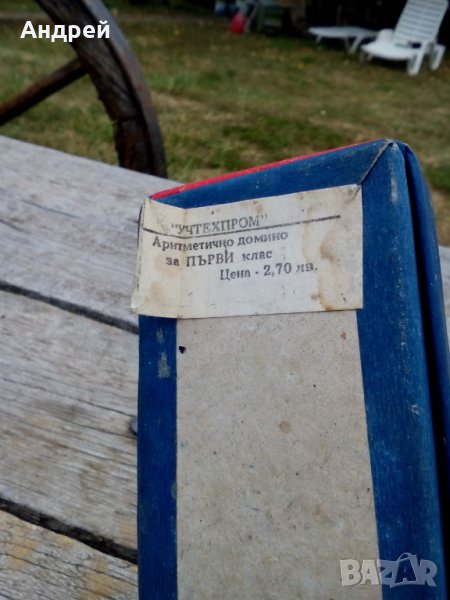 Андрей
"УЧТЕХПРОМ"
Аритметично домино
за ПЪРВИ клас
Цена - 2,70 лв.
BAZAR